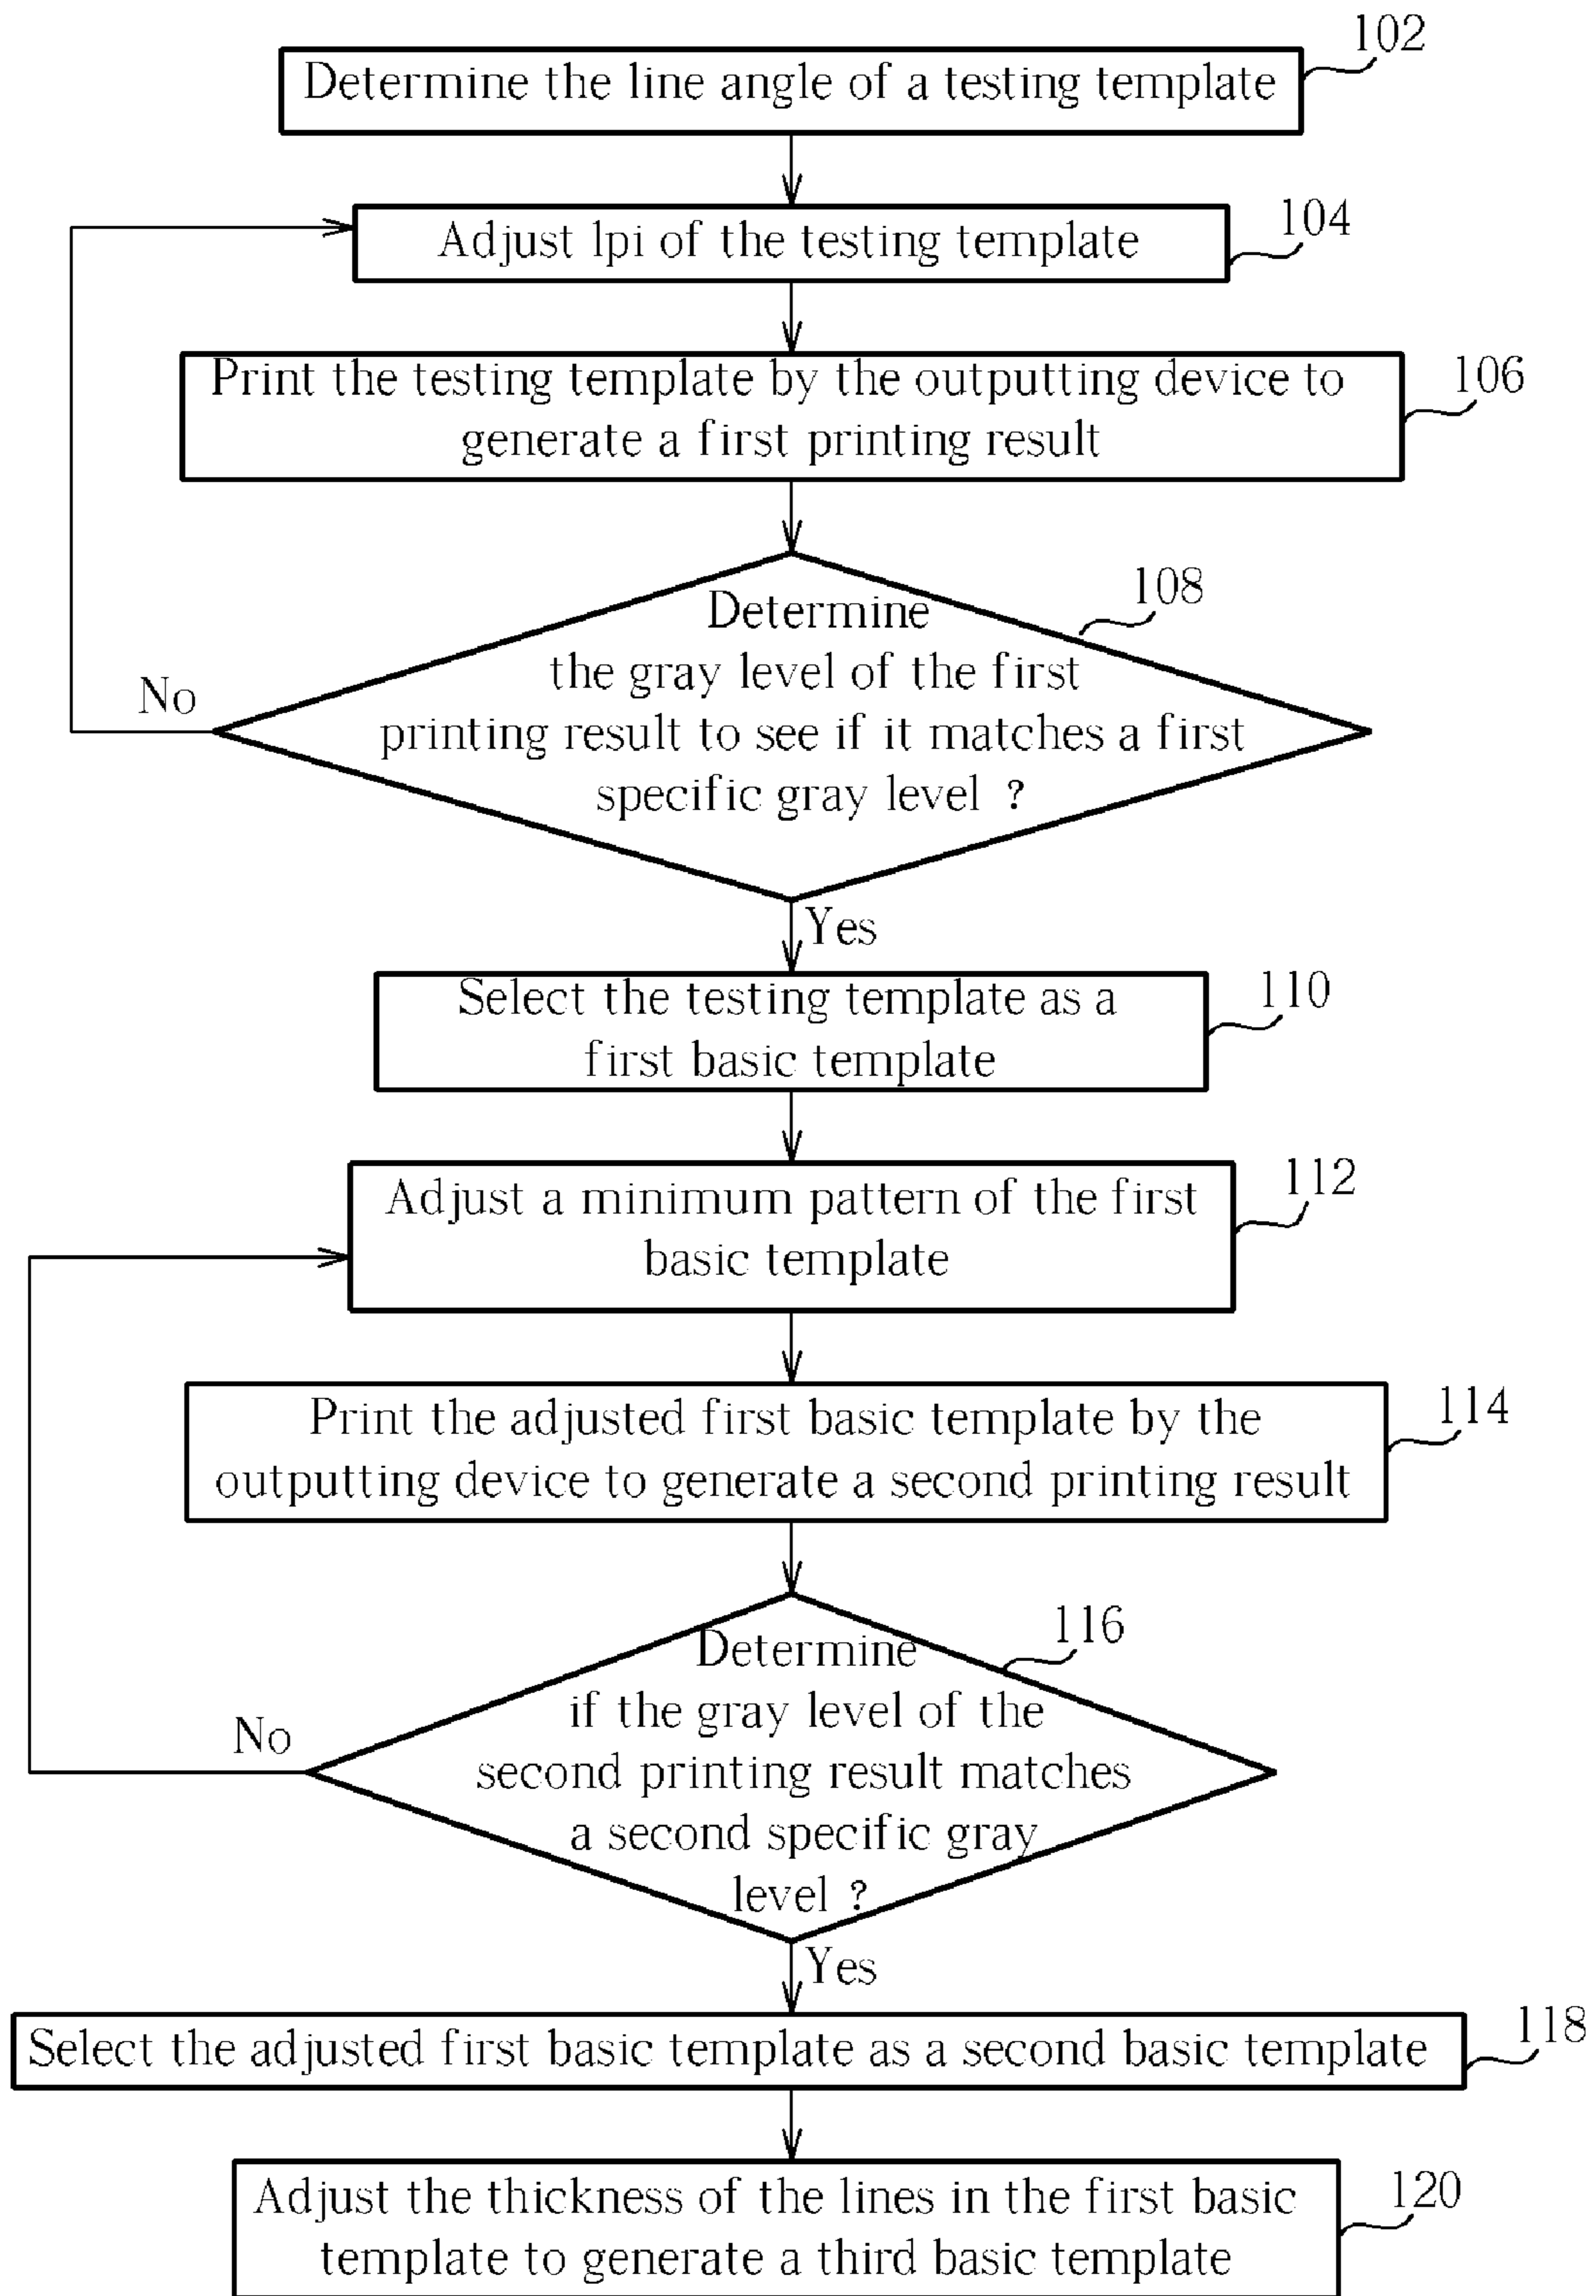 102
Determine the line angle of a testing template
104
Adjust lpi of the testing template
106
Print the testing template by the outputting device to
generate a first printing result
108
Determine
the gray level of the first
printing result to see if it matches a first
specific gray level ?
No
Yes
110
Select the testing template as a
first basic template
112
Adjust a minimum pattern of the first
basic template
114
Print the adjusted first basic template by the
outputting device to generate a second printing result
116
Determine
if the gray level of the
second printing result matches
a second specific gray
level ?
No
Yes
118
Select the adjusted first basic template as a second basic template
120
Adjust the thickness of the lines in the first basic
template to generate a third basic template